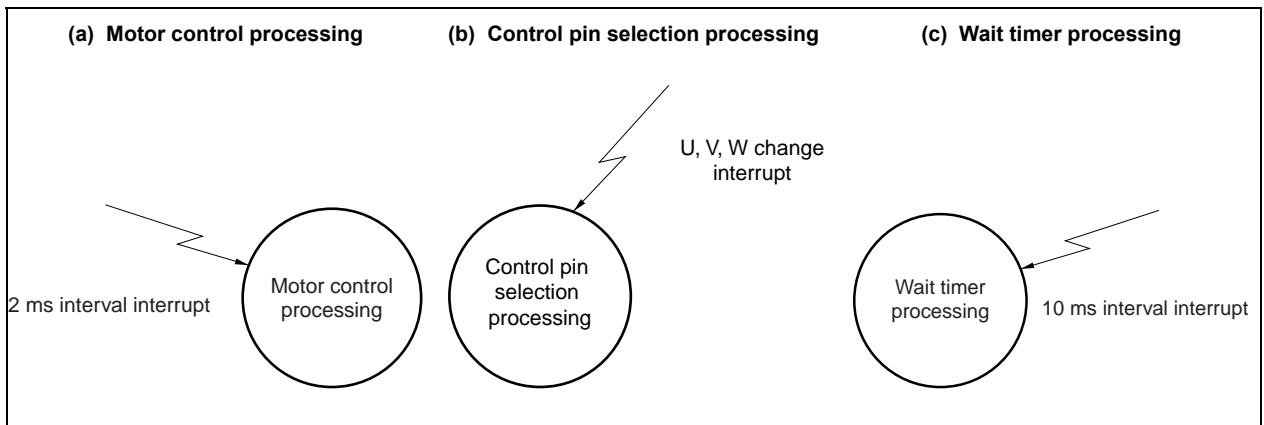 (a) Motor control processing
(b) Control pin selection processing
(c) Wait timer processing
U, V, W change
interrupt
2 ms interval interrupt
Motor control
processing
Control pin
selection
processing
Wait timer
processing
10 ms interval interrupt